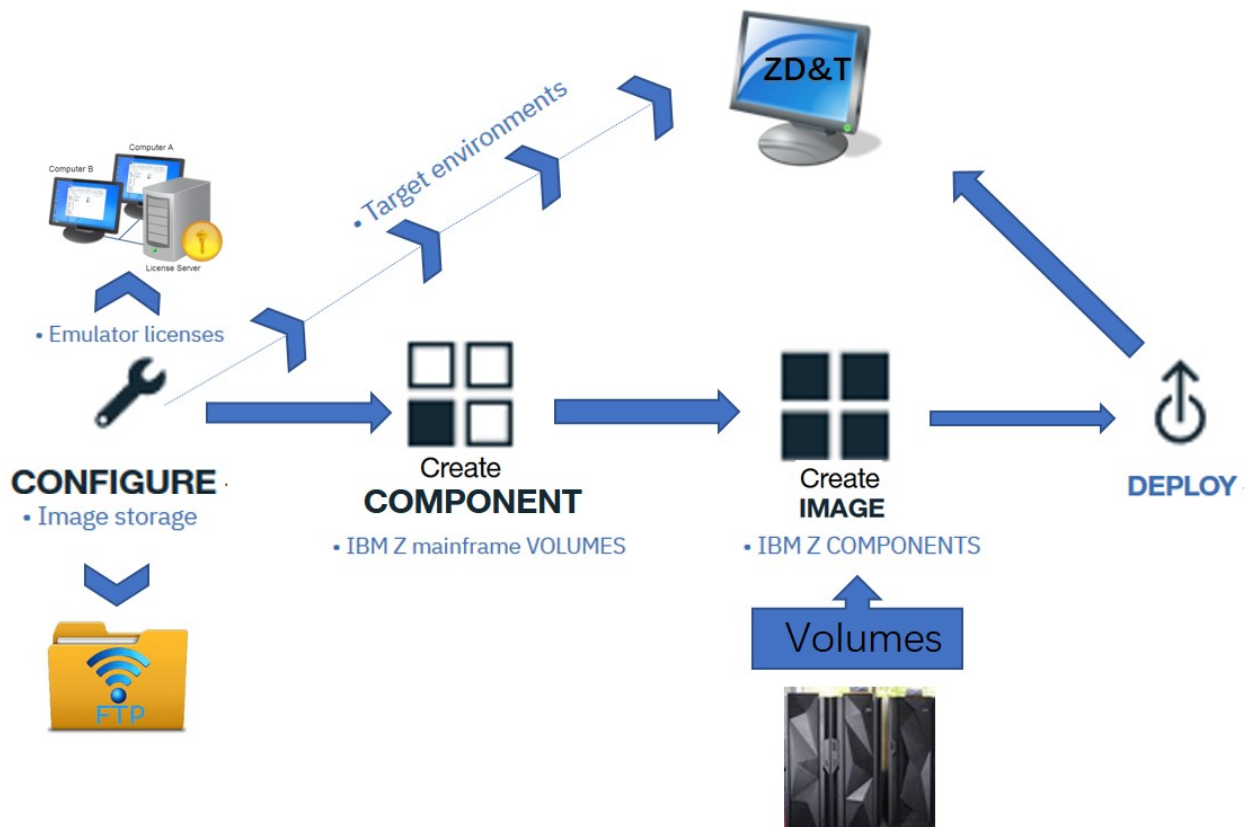 ZD&T
• Target environments
Computer A
Computer B
License Server
• Emulator licenses
CONFIGURE
• Image storage
FTP
Create
COMPONENT
• IBM Z mainframe VOLUMES
Create
IMAGE
• IBM Z COMPONENTS
Volumes
DEPLOY